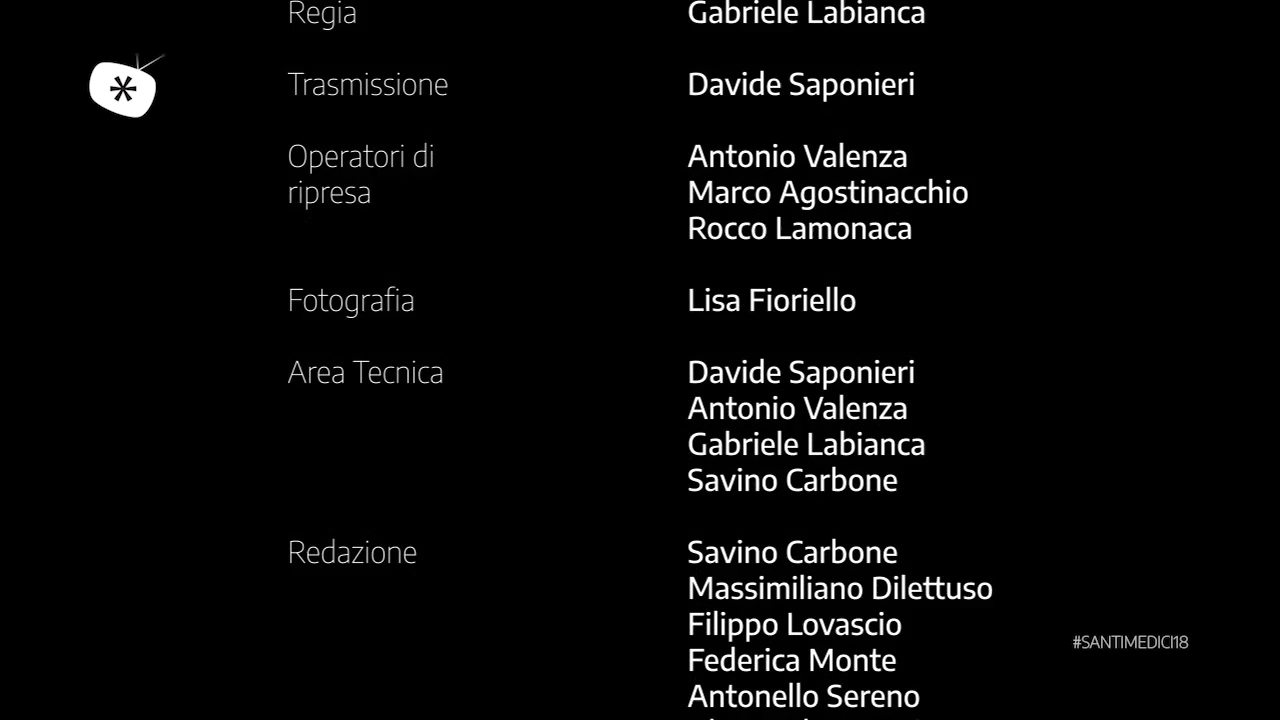 Regia Gabriele Labianca
Trasmissione Davide Saponieri
Operatori di Antonio Valenza
ripresa Marco Agostinacchio
Rocco Lamonaca
Fotografia Lisa Fioriello
Area Tecnica Davide Saponieri
Antonio Valenza
Gabriele Labianca
Savino Carbone
Redazione Savino Carbone
Massimiliano Dilettuso
Filippo Lovascio
#SANTIMEDICI18
Federica Monte
Antonello Sereno